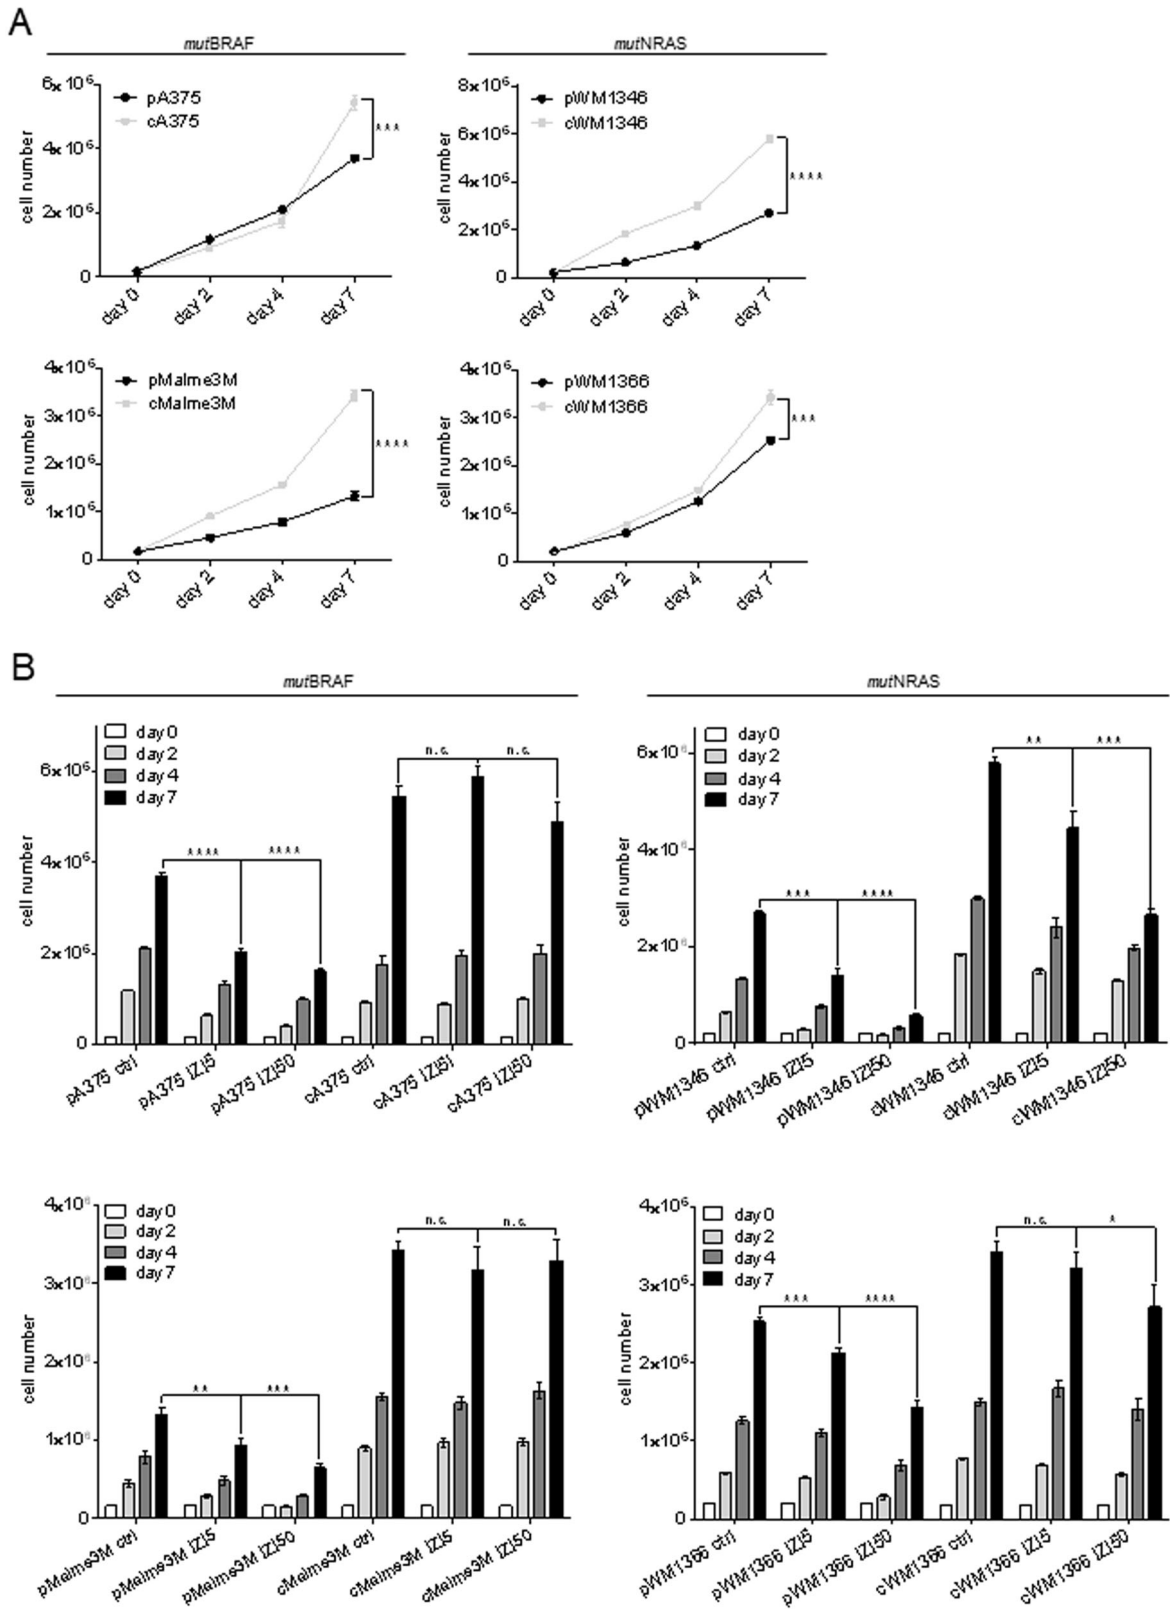 A
mutBRAF
mutNRAS
6x10⁶
4x10⁶
2x10⁶
0
cell number
pA375
cA375
***
day 0
day 2
day 4
day 7
8x10⁶
6x10⁶
4x10⁶
2x10⁶
0
cell number
pWM1346
cWM1346
****
day 0
day 2
day 4
day 7
4x10⁶
3x10⁶
2x10⁶
1x10⁶
0
cell number
pMalme3M
cMalme3M
****
day 0
day 2
day 4
day 7
4x10⁶
3x10⁶
2x10⁶
1x10⁶
0
cell number
pWM1366
cWM1366
***
day 0
day 2
day 4
day 7
B
mutBRAF
mutNRAS
day 0
day 2
day 4
day 7
6x10⁶
4x10⁶
2x10⁶
0
cell number
****
****
n.c.
n.c.
pA375 ctrl
pA375 IZI5
pA375 IZI50
cA375 ctrl
cA375 IZI5I
cA375 IZI50
day 0
day 2
day 4
day 7
6x10⁶
4x10⁶
2x10⁶
0
cell number
***
****
**
***
pWM1346 ctrl
pWM1346 IZI5
pWM1346 IZI50
cWM1346 ctrl
cWM1346 IZI5
cWM1346 IZI50
day 0
day 2
day 4
day 7
4x10⁶
3x10⁶
2x10⁶
1x10⁶
0
cell number
**
***
n.c.
n.c.
pMalme3M ctrl
pMalme3M IZI5
pMalme3M IZI50
cMalme3M ctrl
cMalme3M IZI5
cMalme3M IZI50
day 0
day 2
day 4
day 7
4x10⁶
3x10⁶
2x10⁶
1x10⁶
0
cell number
***
****
n.c.
*
pWM1366 ctrl
pWM1366 IZI5
pWM1366 IZI50
cWM1366 ctrl
cWM1366 IZI5
cWM1366 IZI50